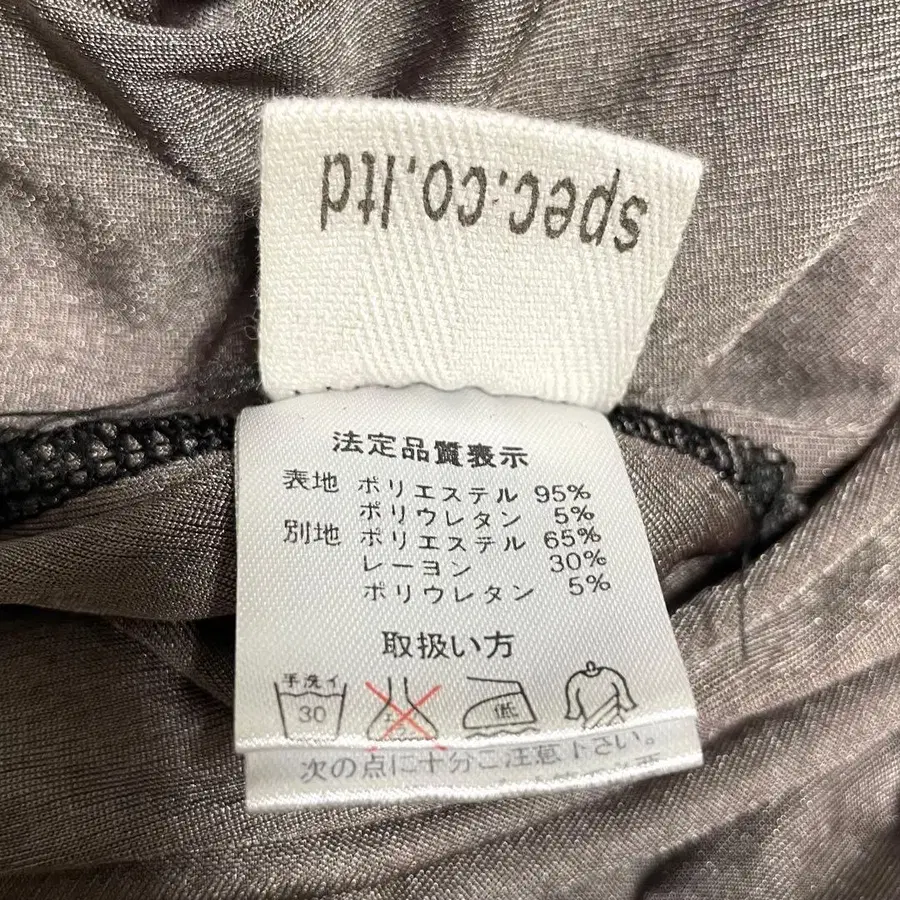 spec.co.ltd
法定品質表示
表地 ポリエステル 95%
ポリウレタン 5%
別地 ポリエステル 65%
レーヨン 30%
ポリウレタン 5%
取扱い方
手洗イ
30
低
次の点に十分ご注意下さい。